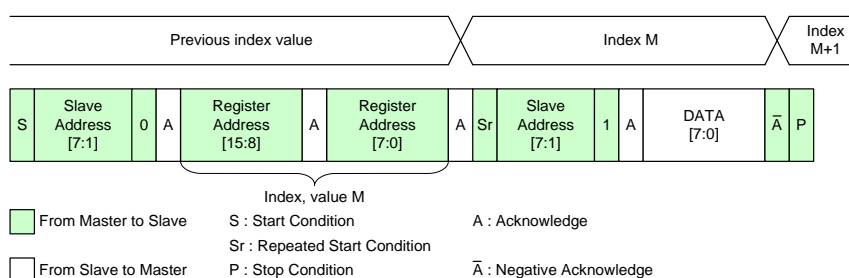 Previous index value
Index M
Index
M+1
S
Slave
Address
[7:1]
0
A
Register
Address
[15:8]
A
Register
Address
[7:0]
A
Sr
Slave
Address
[7:1]
1
A
DATA
[7:0]
A̅
P
Index, value M
From Master to Slave
S : Start Condition
A : Acknowledge
Sr : Repeated Start Condition
From Slave to Master
P : Stop Condition
A̅ : Negative Acknowledge